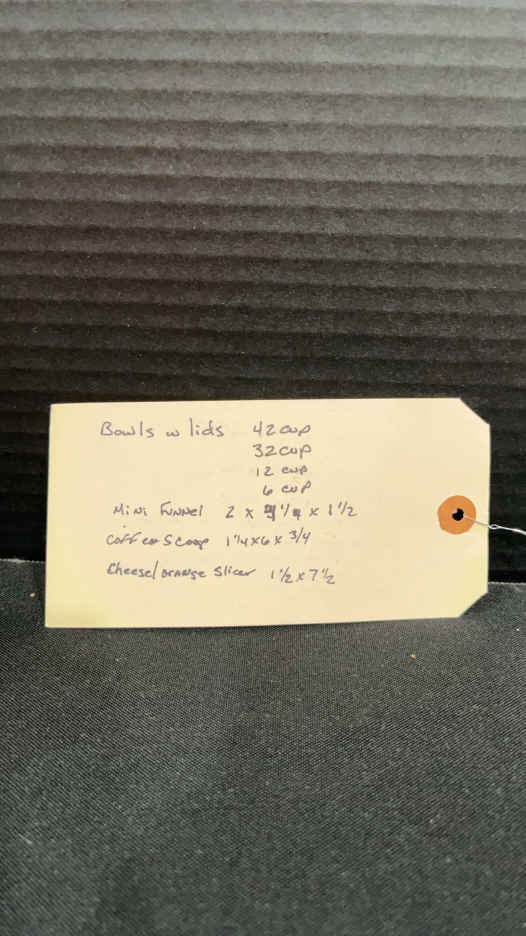 Bowls w lids 42 cup
32 cup
12 cup
6 cup
Mini Funnel 2 x 1/4 x 1 1/2
Coffee Scoop 1 1/4 x 6 x 3/4
Cheese/orange Slicer 1 1/2 x 7 1/2